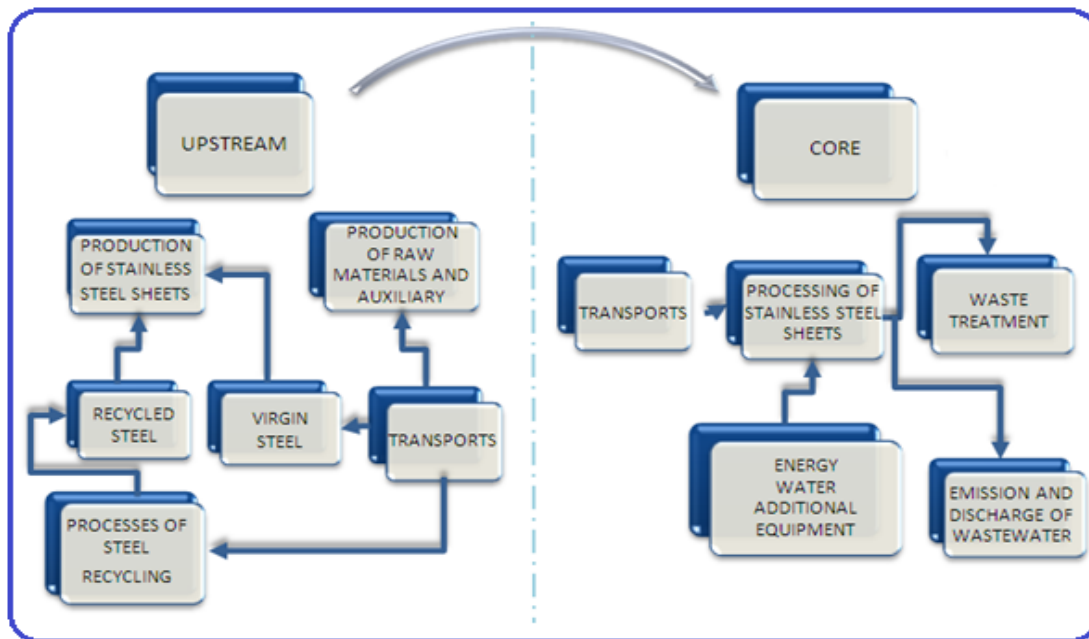 UPSTREAM
CORE
PRODUCTION
OF STAINLESS
STEEL SHEETS
PRODUCTION
OF RAW
MATERIALS AND
AUXILIARY
RECYCLED
STEEL
VIRGIN
STEEL
TRANSPORTS
PROCESSES OF
STEEL
RECYCLING
TRANSPORTS
PROCESSING OF
STAINLESS STEEL
SHEETS
WASTE
TREATMENT
ENERGY
WATER
ADDITIONAL
EQUIPMENT
EMISSION AND
DISCHARGE OF
WASTEWATER